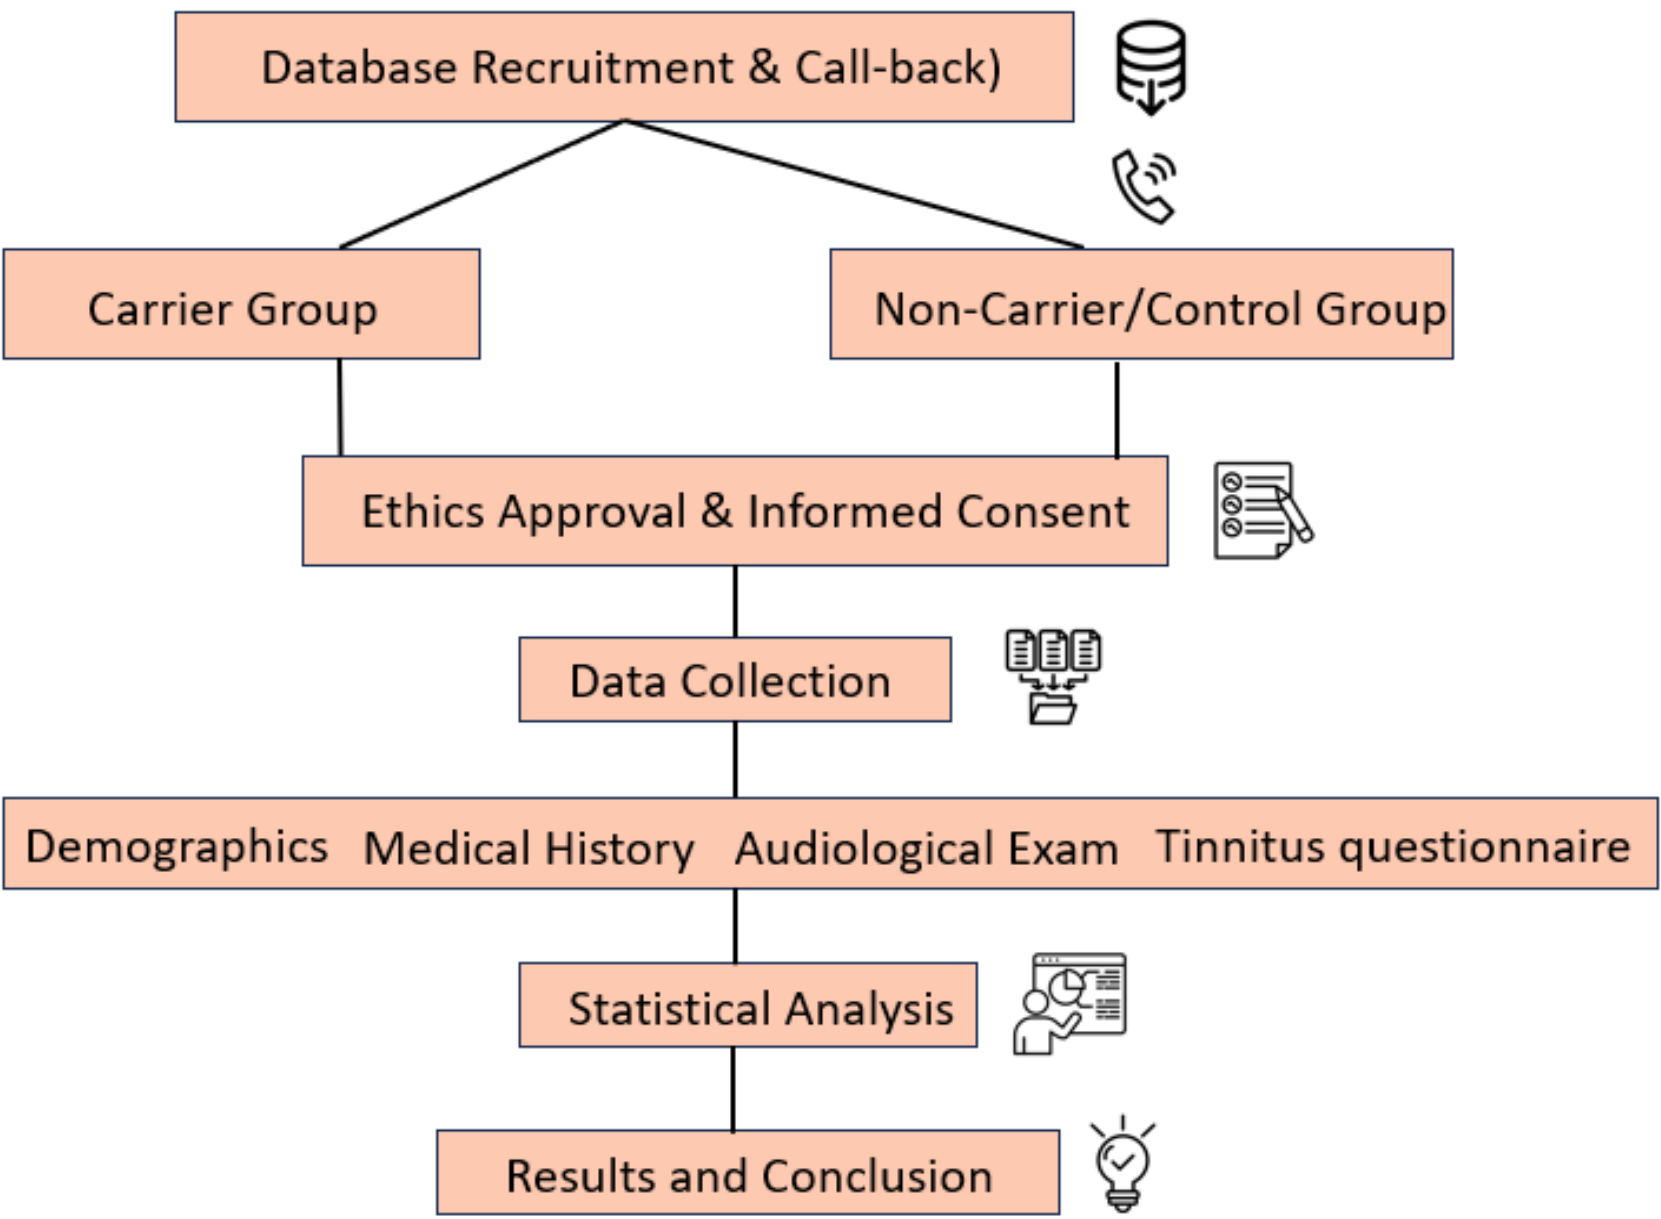 Database Recruitment & Call-back)
Carrier Group
Non-Carrier/Control Group
Ethics Approval & Informed Consent
Data Collection
Demographics Medical History Audiological Exam Tinnitus questionnaire
Statistical Analysis
Results and Conclusion